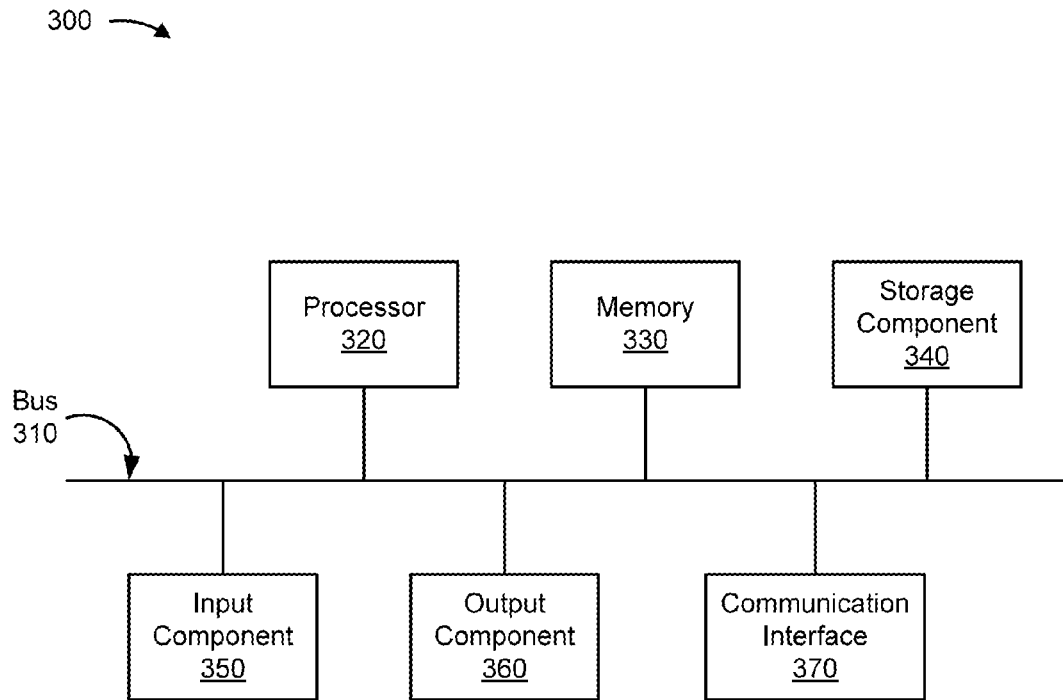 300
Processor
320
Memory
330
Storage
Component
340
Bus
310
Input
Component
350
Output
Component
360
Communication
Interface
370